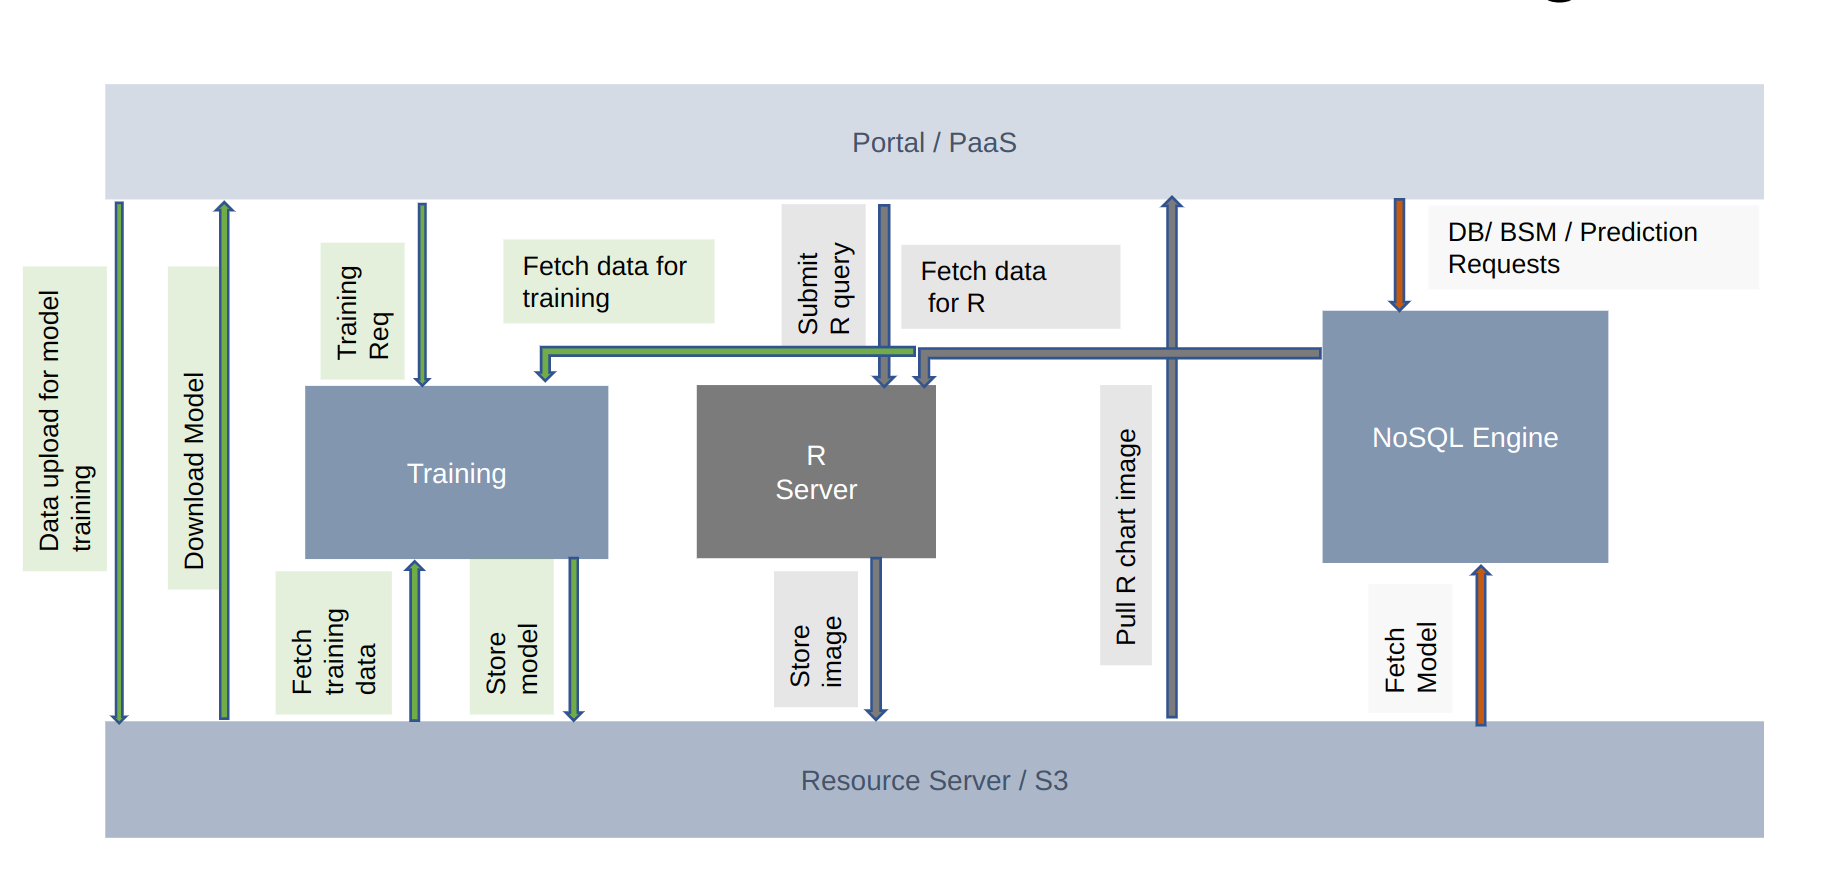 Portal / PaaS
Data upload for model
training
Download Model
Training
Req
Fetch data for
training
Submit
R query
Fetch data
for R
DB/ BSM / Prediction
Requests
Training
R
Server
Pull R chart image
NoSQL Engine
Fetch
training
data
Store
model
Store
image
Fetch
Model
Resource Server / S3